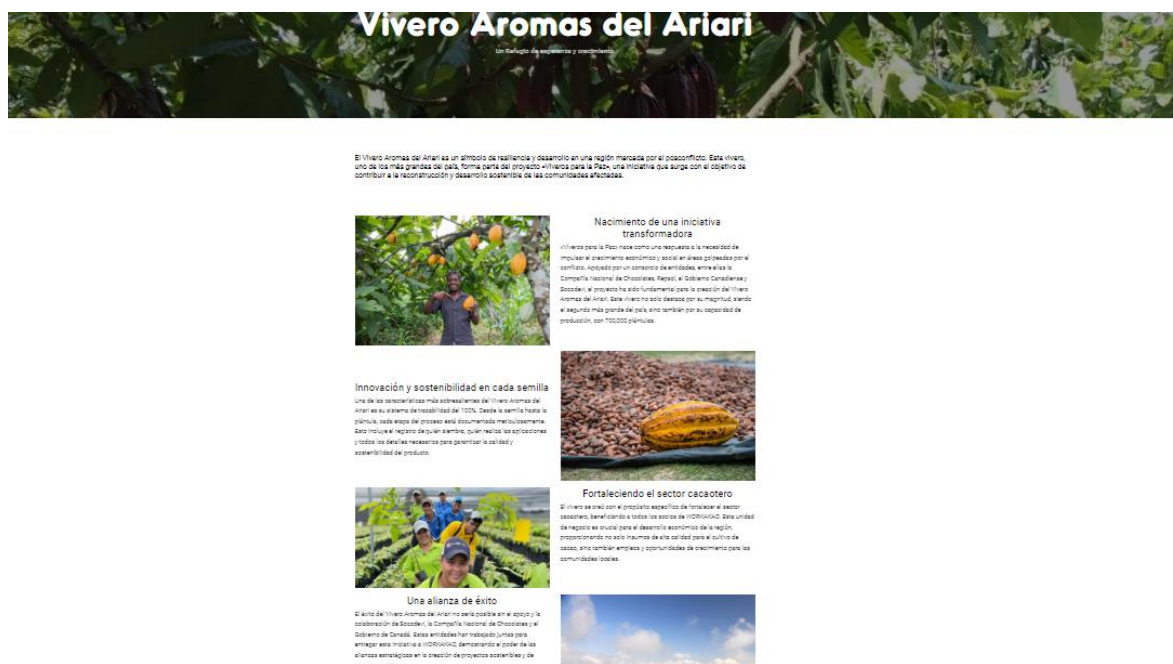 Vivero Aromas del Ariari
Un Refugio de esperanza y crecimiento
El Vivero Aromas del Ariari es un símbolo de resiliencia y desarrollo en una región marcada por el posconflicto. Este vivero,
uno de los más grandes del país, forma parte del proyecto «Viveros para la Paz», una iniciativa que surge con el objetivo de
contribuir a la reconstrucción y desarrollo sostenible de las comunidades afectadas.
Nacimiento de una iniciativa
transformadora
«Viveros para la Paz» nace como una respuesta a la necesidad de
impulsar el crecimiento económico y social en áreas golpeadas por el
conflicto. Apoyado por un consorcio de entidades, entre ellas la
Compañía Nacional de Chocolates, Repsol, el Gobierno Canadiense y
Socodevi, el proyecto ha sido fundamental para la creación del Vivero
Aromas del Ariari. Este vivero no solo destaca por su magnitud, siendo
el segundo más grande del país, sino también por su capacidad de
producción, con 700,000 plántulas.
Innovación y sostenibilidad en cada semilla
Una de las características más sobresalientes del Vivero Aromas del
Ariari es su sistema de trazabilidad del 100%. Desde la semilla hasta la
plántula, cada etapa del proceso está documentada meticulosamente.
Esto incluye el registro de quién siembra, quién realiza las aplicaciones
y todos los detalles necesarios para garantizar la calidad y
sostenibilidad del producto.
Fortaleciendo el sector cacaotero
El vivero se creó con el propósito específico de fortalecer el sector
cacaotero, beneficiando a todos los socios de WORKAKAO. Esta unidad
de negocio es crucial para el desarrollo económico de la región,
proporcionando no solo insumos de alta calidad para el cultivo de
cacao, sino también empleos y oportunidades de crecimiento para las
comunidades locales.
Una alianza de éxito
El éxito del Vivero Aromas del Ariari no sería posible sin el apoyo y la
colaboración de Socodevi, la Compañía Nacional de Chocolates y el
Gobierno de Canadá. Estas entidades han trabajado juntas para
entregar esta iniciativa a WORKAKAO, demostrando el poder de las
alianzas estratégicas en la creación de proyectos sostenibles y de